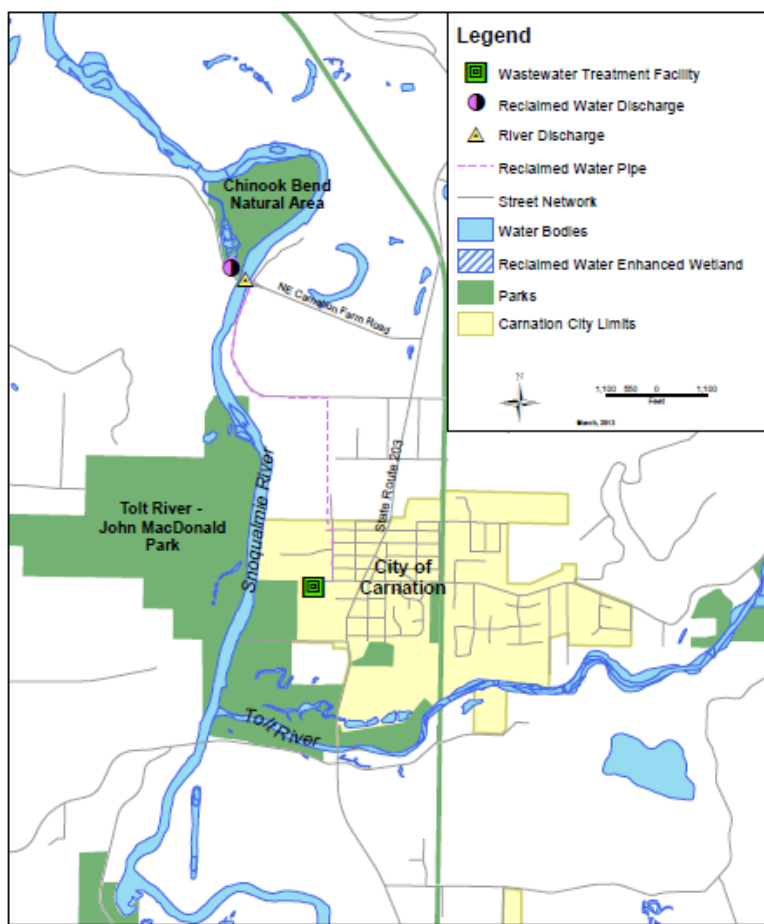 Legend
Wastewater Treatment Facility
Reclaimed Water Discharge
River Discharge
Reclaimed Water Pipe
Street Network
Water Bodies
Reclaimed Water Enhanced Wetland
Parks
Carnation City Limits
N
1,100 550 0 1,100
Feet
March, 2013
Chinook Bend
Natural Area
NE Carnation Farm Road
State Route 203
Snoqualmie River
Tolt River -
John MacDonald
Park
City of
Carnation
Tolt River